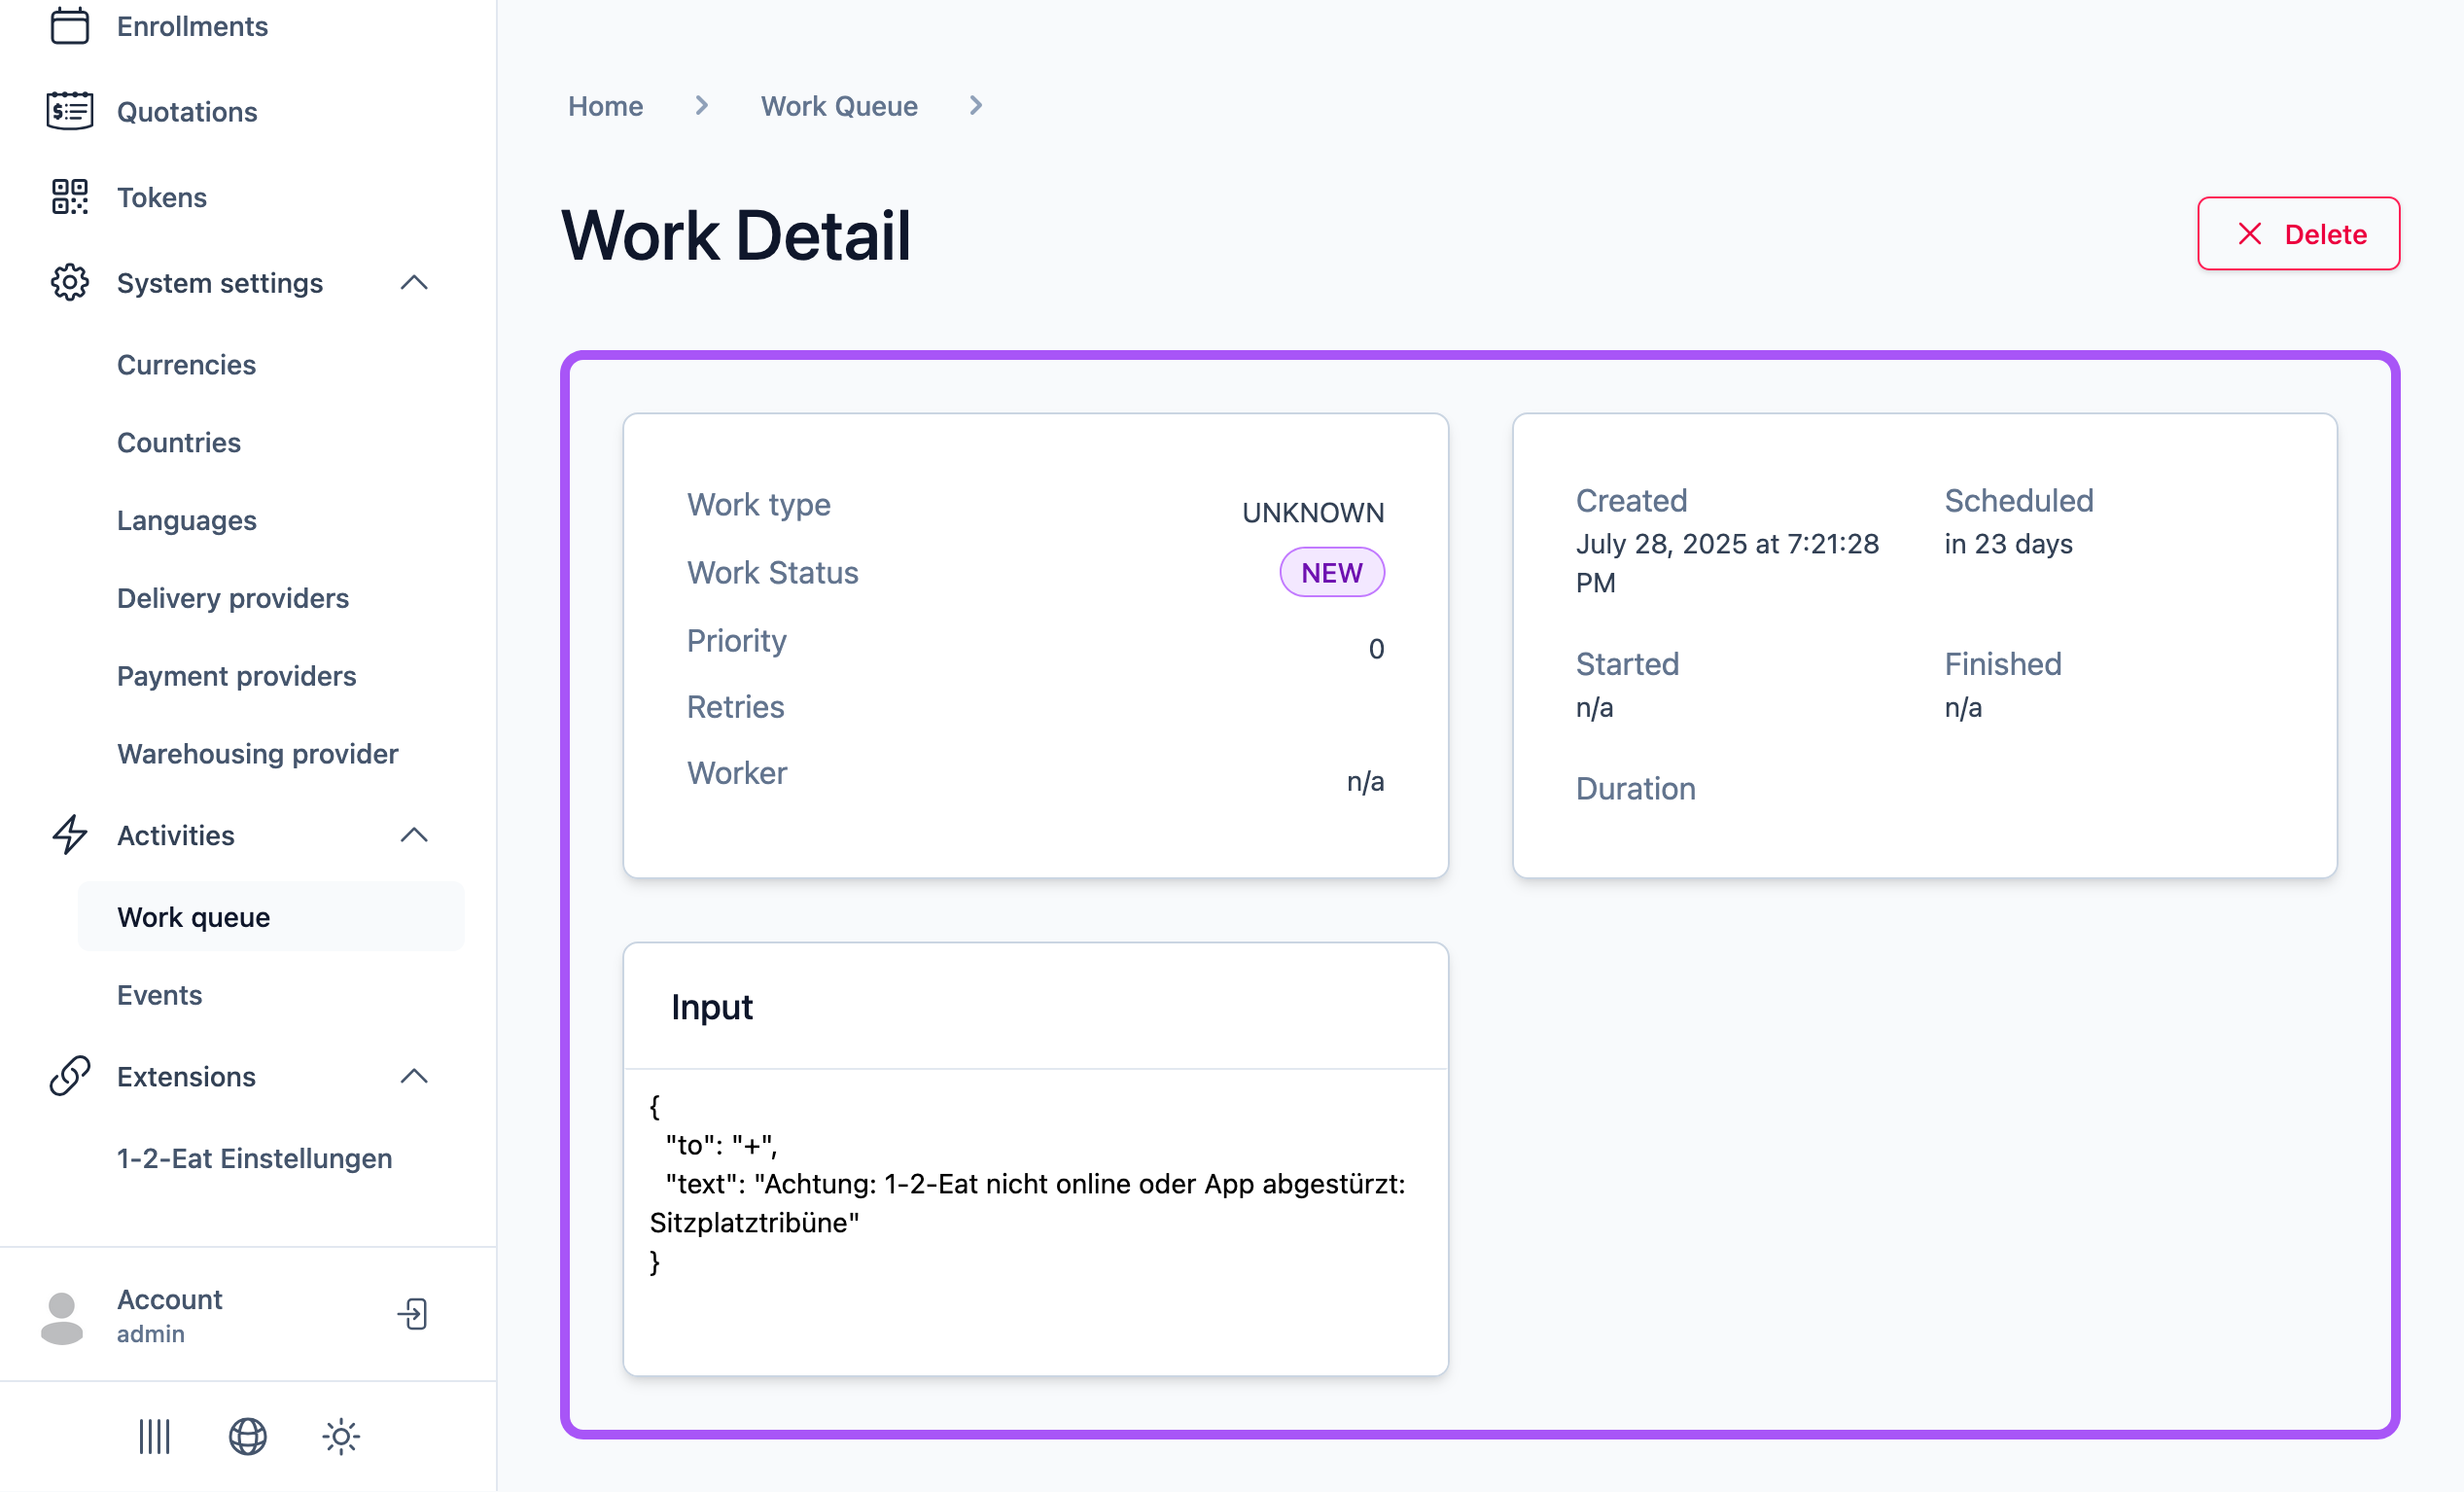 Enrollments
Quotations
Tokens
System settings
Currencies
Countries
Languages
Delivery providers
Payment providers
Warehousing provider
Activities
Work queue
Events
Extensions
1-2-Eat Einstellungen
Account
admin
Home
Work Queue
Work Detail
Delete
Work type
UNKNOWN
Work Status
NEW
Priority
0
Retries
Worker
n/a
Created
July 28, 2025 at 7:21:28
PM
Scheduled
in 23 days
Started
n/a
Finished
n/a
Duration
Input
{
"to": "+",
"text": "Achtung: 1-2-Eat nicht online oder App abgestürzt:
Sitzplatztribüne"
}